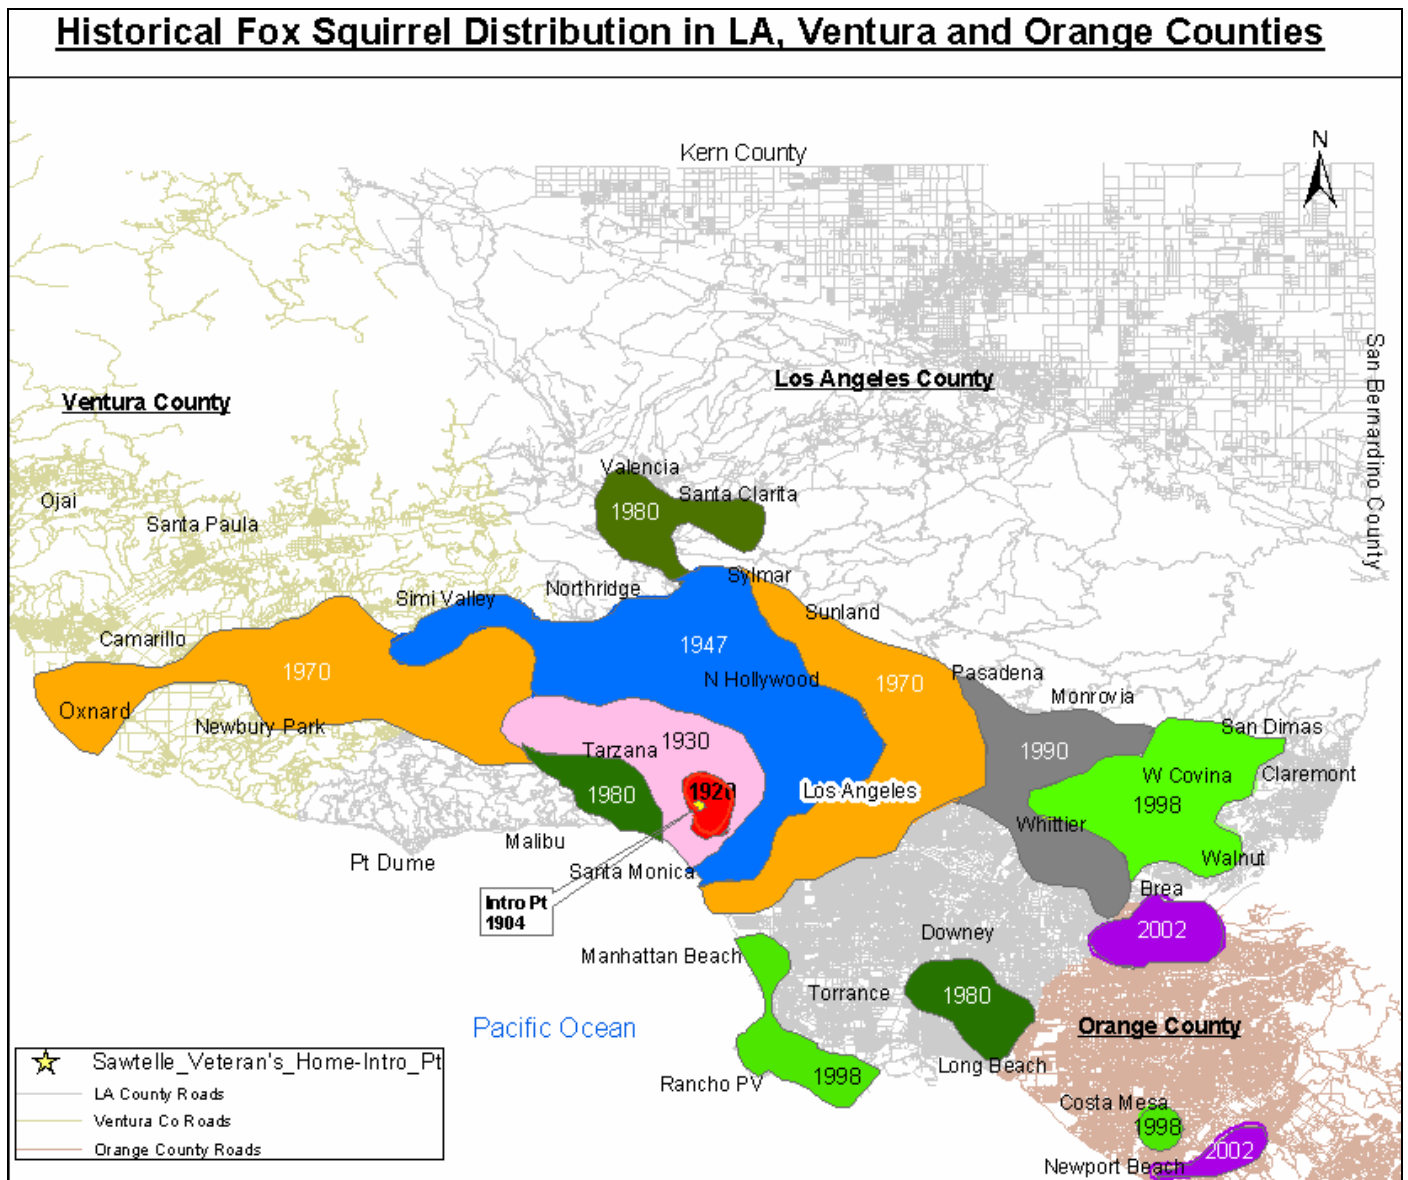 Historical Fox Squirrel Distribution in LA, Ventura and Orange Counties
N
Kern County
San Bernardino County
Los Angeles County
Ventura County
Valencia
Santa Clarita
Ojai
1980
Santa Paula
Sylmar
Northridge
Simi Valley
Sunland
Camarillo
1947
1970
N Hollywood
1970
Pasadena
Monrovia
Oxnard
Newbury Park
San Dimas
Tarzana
1930
1990
W Covina
Claremont
1980
1920
Los Angeles
1998
Whittier
Malibu
Pt Dume
Santa Monica
Walnut
Brea
Intro Pt
1904
2002
Downey
Manhattan Beach
Torrance
1980
Pacific Ocean
Orange County
Long Beach
Rancho PV
1998
Costa Mesa
1998
2002
Newport Beach
Sawtelle_Veteran's_Home-Intro_Pt
LA County Roads
Ventura Co Roads
Orange County Roads